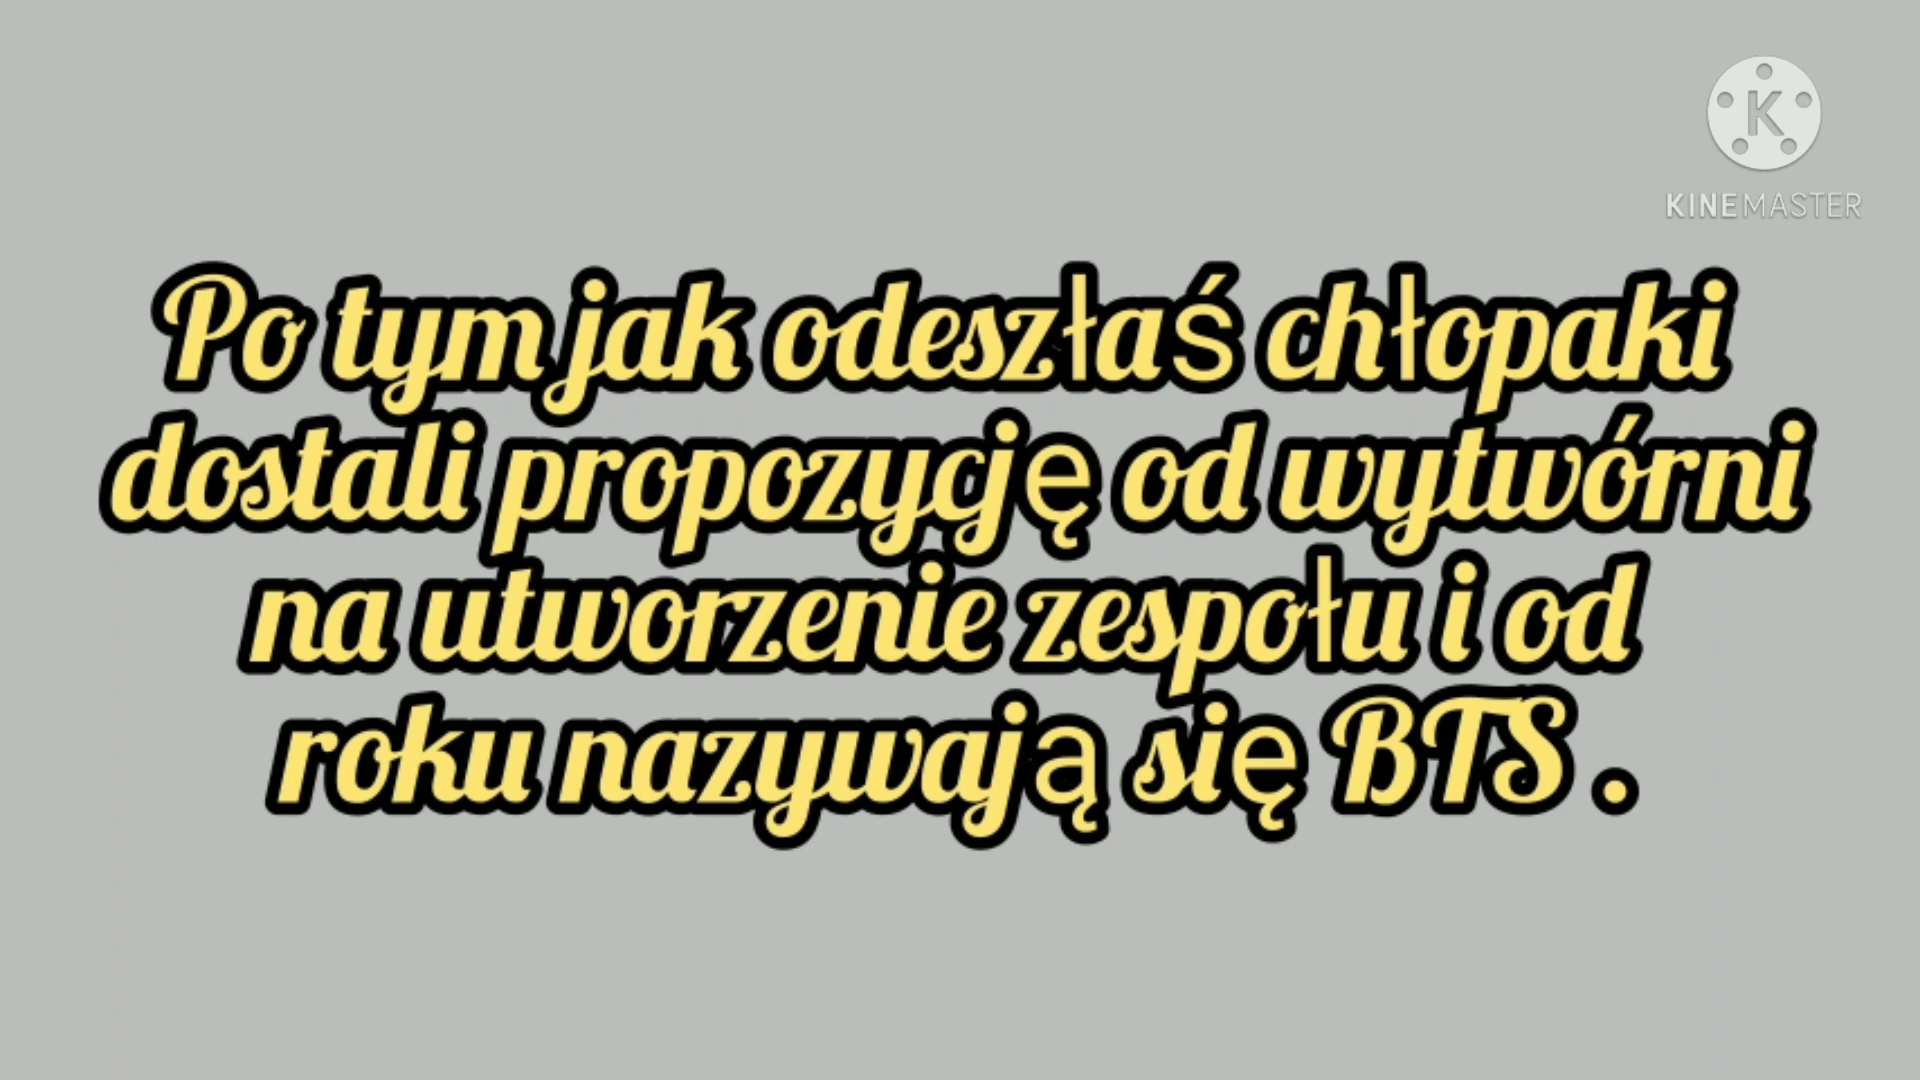 K
KINEMASTER
Po tym jak odeszłaś chłopaki
dostali propozycję od wytwórni
na utworzenie zespołu i od
roku nazywają się BTS .